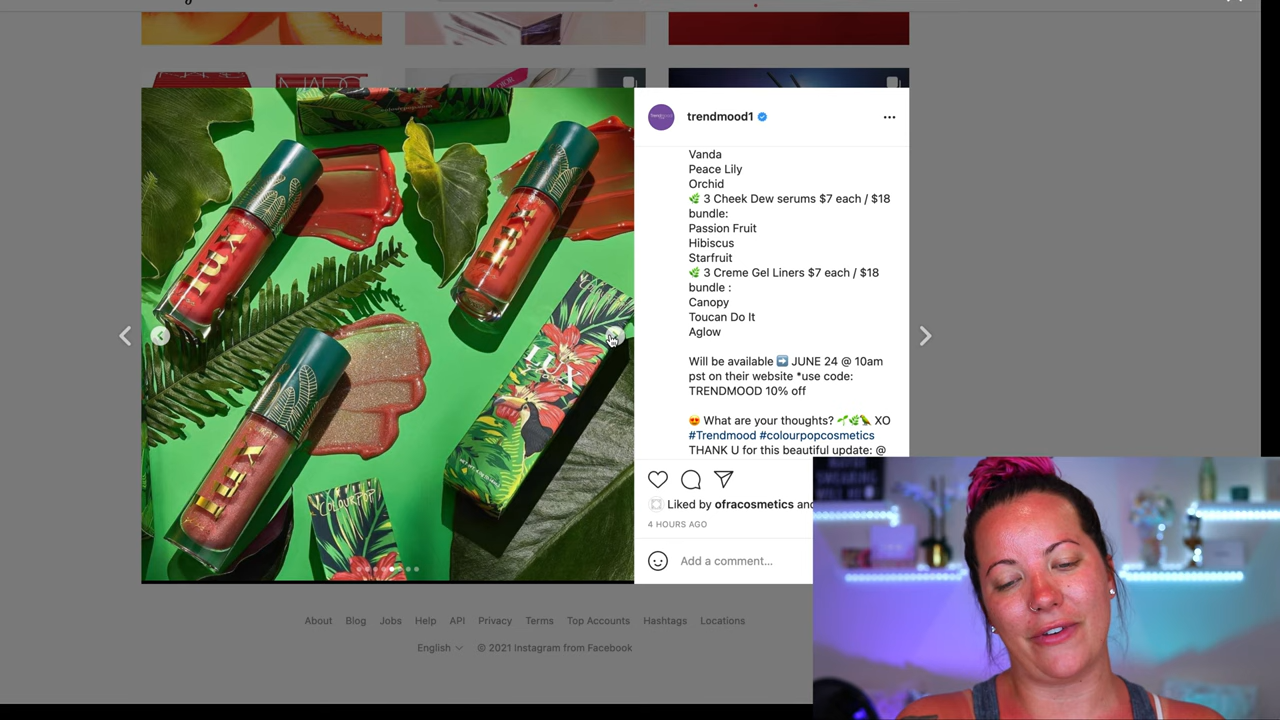 NARS
NARS
trendmood1
...
Vanda
Peace Lily
Orchid
🌿 3 Cheek Dew serums $7 each / $18
bundle:
Passion Fruit
Hibiscus
Starfruit
🌿 3 Creme Gel Liners $7 each / $18
bundle :
Canopy
Toucan Do It
Aglow
Will be available ➡️ JUNE 24 @ 10am
pst on their website *use code:
TRENDMOOD 10% off
😍 What are your thoughts? 🌱🌿🦜 XO
#Trendmood #colourpopcosmetics
THANK U for this beautiful update: @
LUX
LUX
LUX
LUX
COLOURPOP
Liked by ofracosmetics and
4 HOURS AGO
Add a comment...
About Blog Jobs Help API Privacy Terms Top Accounts Hashtags Locations
English © 2021 Instagram from Facebook